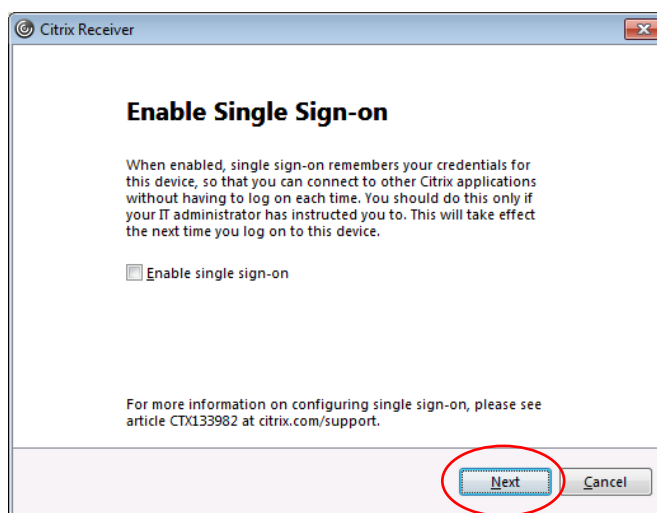 Citrix Receiver
Enable Single Sign-on
When enabled, single sign-on remembers your credentials for
this device, so that you can connect to other Citrix applications
without having to log on each time. You should do this only if
your IT administrator has instructed you to. This will take effect
the next time you log on to this device.
Enable single sign-on
For more information on configuring single sign-on, please see
article CTX133982 at citrix.com/support.
Next Cancel